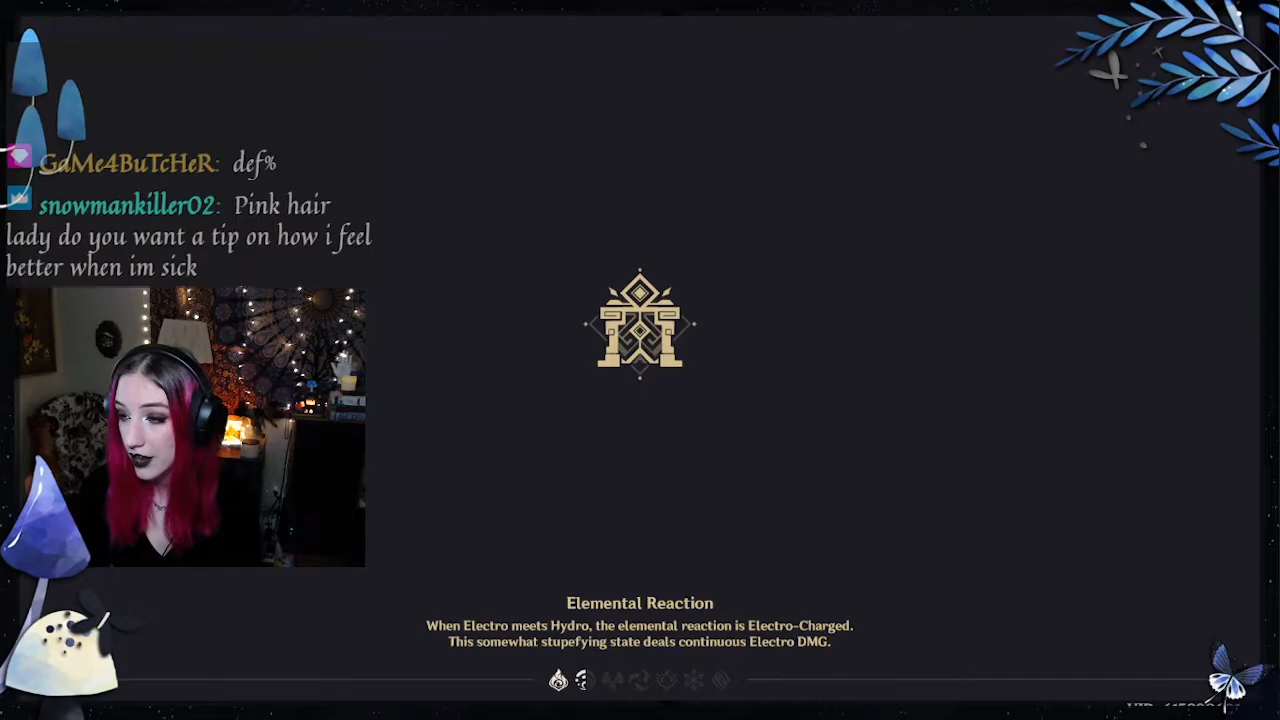 GaMe4BuTcHeR: def%
snowmankiller02: Pink hair
lady do you want a tip on how i feel
better when im sick
Elemental Reaction
When Electro meets Hydro, the elemental reaction is Electro-Charged.
This somewhat stupefying state deals continuous Electro DMG.